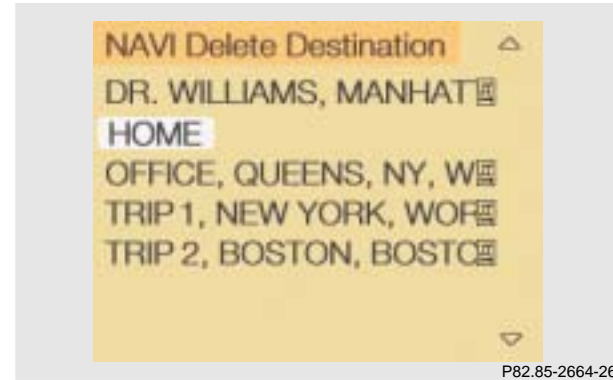 NAVI Delete Destination
DR. WILLIAMS, MANHAT
HOME
OFFICE, QUEENS, NY, W
TRIP 1, NEW YORK, WOR
TRIP 2, BOSTON, BOSTO
P82.85-2664-26